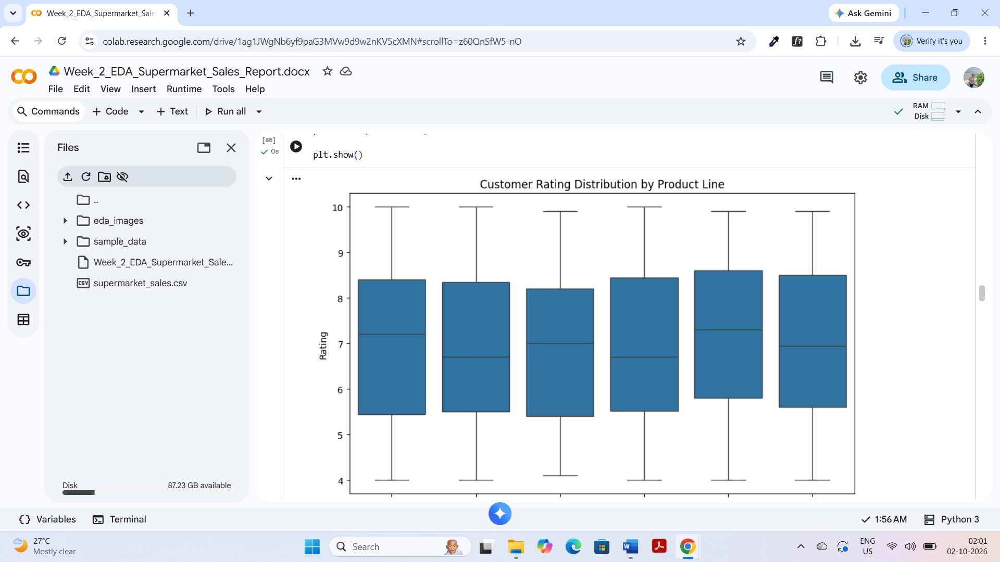 Week_2_EDA_Supermarket_Sale
Ask Gemini
colab.research.google.com/drive/1ag1JWgNb6yf9paG3MVw9d9w2nKV5cXMN#scrollTo=z60QnSfW5-nO
Verify it's you
Week_2_EDA_Supermarket_Sales_Report.docx
File Edit View Insert Runtime Tools Help
Share
Commands
+ Code
+ Text
Run all
RAM
Disk
Files
..
eda_images
sample_data
Week_2_EDA_Supermarket_Sale...
CSV supermarket_sales.csv
Disk 87.23 GB available
[86]
0s
plt.show()
Customer Rating Distribution by Product Line
10
9
8
7
6
5
4
Rating
Variables
Terminal
1:56 AM
Python 3
27°C
Mostly clear
Search
ENG
US
02:01
02-10-2026